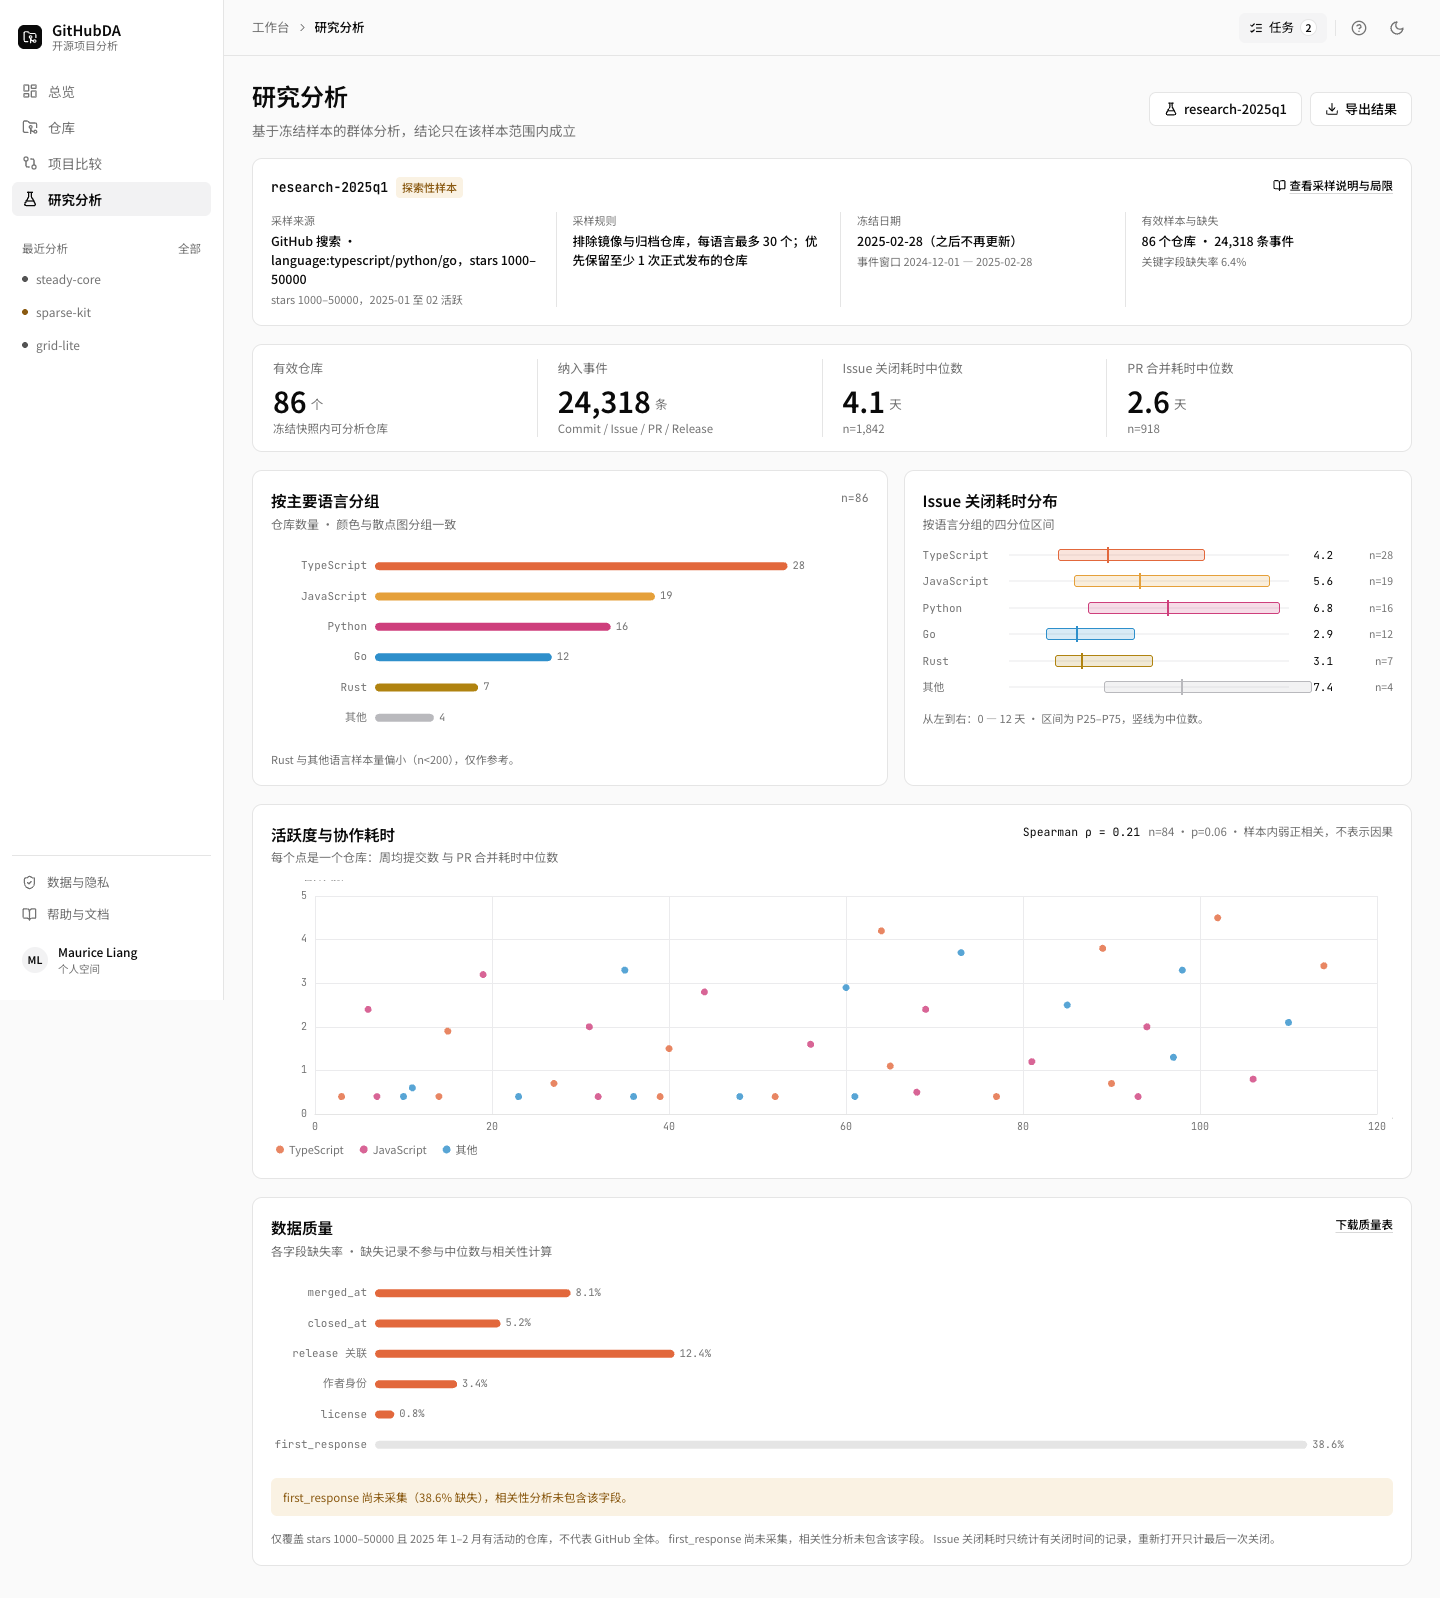 GitHubDA
开源项目分析
总览
仓库
项目比较
研究分析
最近分析 全部
steady-core
sparse-kit
grid-lite
数据与隐私
帮助与文档
ML
Maurice Liang
个人空间
工作台 > 研究分析
任务 2
研究分析
基于冻结样本的群体分析，结论只在该样本范围内成立
research-2025q1
导出结果
research-2025q1 探索性样本
查看采样说明与局限
采样来源
GitHub 搜索 ·
language:typescript/python/go，stars 1000–
50000
stars 1000–50000，2025-01 至 02 活跃
采样规则
排除镜像与归档仓库，每语言最多 30 个；优
先保留至少 1 次正式发布的仓库
冻结日期
2025-02-28（之后不再更新）
事件窗口 2024-12-01 — 2025-02-28
有效样本与缺失
86 个仓库 · 24,318 条事件
关键字段缺失率 6.4%
有效仓库
86 个
冻结快照内可分析仓库
纳入事件
24,318 条
Commit / Issue / PR / Release
Issue 关闭耗时中位数
4.1 天
n=1,842
PR 合并耗时中位数
2.6 天
n=918
按主要语言分组
n=86
仓库数量 · 颜色与散点图分组一致
TypeScript 28
JavaScript 19
Python 16
Go 12
Rust 7
其他 4
Rust 与其他语言样本量偏小（n<200），仅作参考。
Issue 关闭耗时分布
按语言分组的四分位区间
TypeScript 4.2 n=28
JavaScript 5.6 n=19
Python 6.8 n=16
Go 2.9 n=12
Rust 3.1 n=7
其他 7.4 n=4
从左到右：0 — 12 天 · 区间为 P25–P75，竖线为中位数。
活跃度与协作耗时
Spearman ρ = 0.21 n=84 · p=0.06 · 样本内弱正相关，不表示因果
每个点是一个仓库：周均提交数 与 PR 合并耗时中位数
5
4
3
2
1
0
0 20 40 60 80 100 120
TypeScript JavaScript 其他
数据质量
下载质量表
各字段缺失率 · 缺失记录不参与中位数与相关性计算
merged_at 8.1%
closed_at 5.2%
release 关联 12.4%
作者身份 3.4%
license 0.8%
first_response 38.6%
first_response 尚未采集（38.6% 缺失），相关性分析未包含该字段。
仅覆盖 stars 1000–50000 且 2025 年 1–2 月有活动的仓库，不代表 GitHub 全体。 first_response 尚未采集，相关性分析未包含该字段。 Issue 关闭耗时只统计有关闭时间的记录，重新打开只计最后一次关闭。